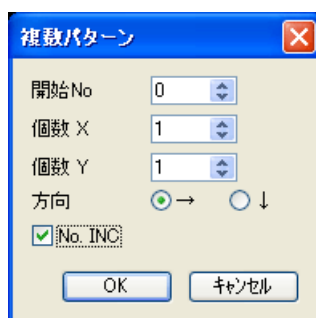 複数パターン
開始No 0
個数 X 1
個数 Y 1
方向 → ↓
No. INC
OK キャンセル